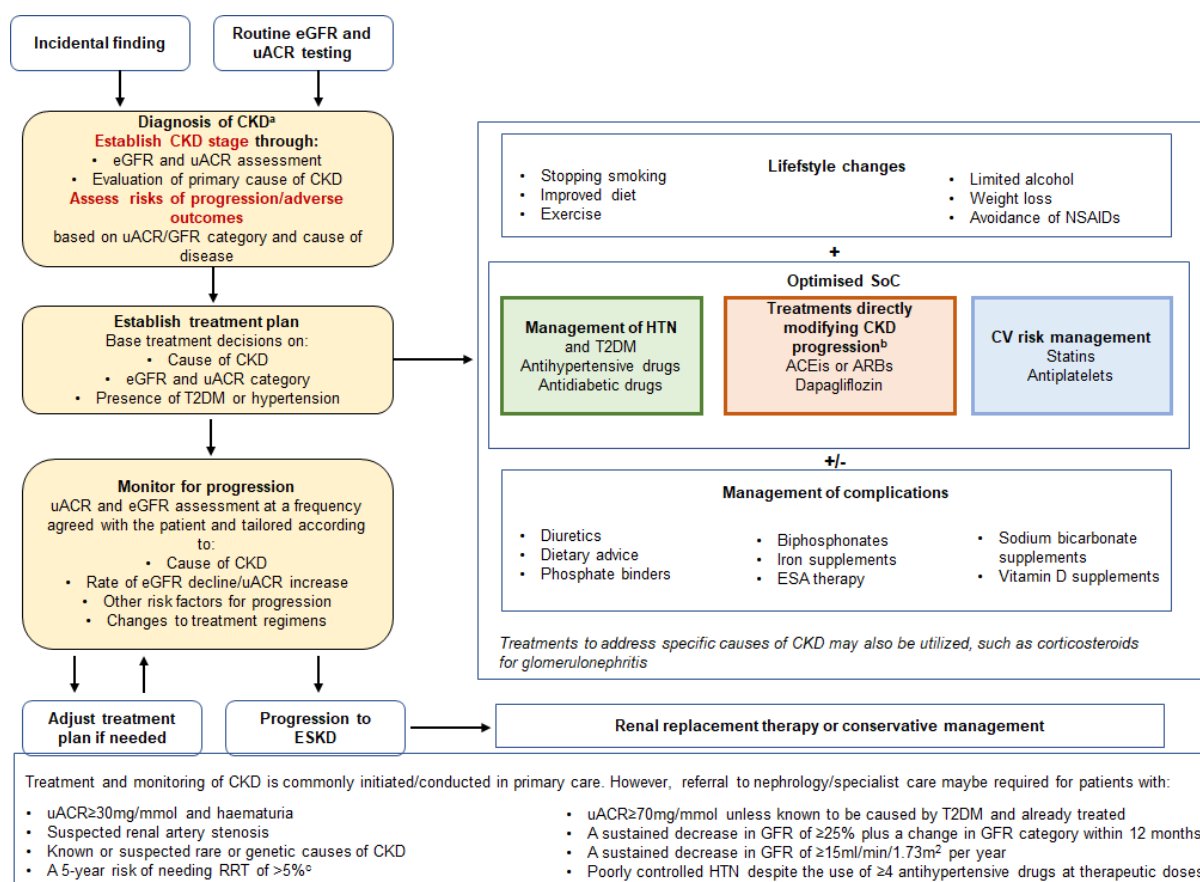 Incidental finding
Routine eGFR and
uACR testing
Diagnosis of CKDᵃ
Establish CKD stage through:
• eGFR and uACR assessment
• Evaluation of primary cause of CKD
Assess risks of progression/adverse
outcomes
based on uACR/GFR category and cause of
disease
Establish treatment plan
Base treatment decisions on:
• Cause of CKD
• eGFR and uACR category
• Presence of T2DM or hypertension
Monitor for progression
uACR and eGFR assessment at a frequency
agreed with the patient and tailored according
to:
• Cause of CKD
• Rate of eGFR decline/uACR increase
• Other risk factors for progression
• Changes to treatment regimens
Adjust treatment
plan if needed
Progression to
ESKD
Lifefstyle changes
• Stopping smoking
• Improved diet
• Exercise
• Limited alcohol
• Weight loss
• Avoidance of NSAIDs
+
Optimised SoC
Management of HTN
and T2DM
Antihypertensive drugs
Antidiabetic drugs
Treatments directly
modifying CKD
progressionᵇ
ACEis or ARBs
Dapagliflozin
CV risk management
Statins
Antiplatelets
+/-
Management of complications
• Diuretics
• Dietary advice
• Phosphate binders
• Biphosphonates
• Iron supplements
• ESA therapy
• Sodium bicarbonate
supplements
• Vitamin D supplements
Treatments to address specific causes of CKD may also be utilized, such as corticosteroids
for glomerulonephritis
Renal replacement therapy or conservative management
Treatment and monitoring of CKD is commonly initiated/conducted in primary care. However, referral to nephrology/specialist care maybe required for patients with:
• uACR≥30mg/mmol and haematuria
• Suspected renal artery stenosis
• Known or suspected rare or genetic causes of CKD
• A 5-year risk of needing RRT of >5%ᶜ
• uACR≥70mg/mmol unless known to be caused by T2DM and already treated
• A sustained decrease in GFR of ≥25% plus a change in GFR category within 12 months
• A sustained decrease in GFR of ≥15ml/min/1.73m² per year
• Poorly controlled HTN despite the use of ≥4 antihypertensive drugs at therapeutic doses